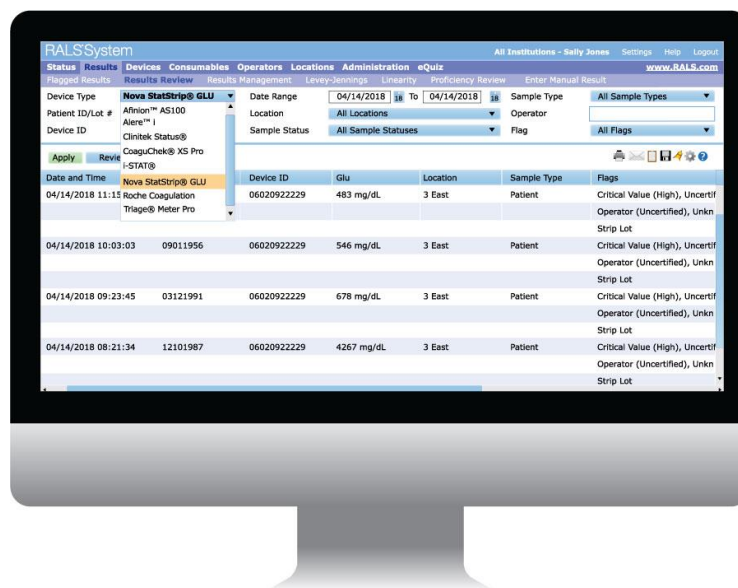 RALS'System
All Institutions - Sally Jones Settings Help Logout
Status Results Devices Consumables Operators Locations Administration eQuiz www.RALS.com
Flagged Results Results Review Results Management Levey-Jennings Linearity Proficiency Review Enter Manual Result
Device Type Nova StatStrip® GLU Date Range 04/14/2018 18 To 04/14/2018 18 Sample Type All Sample Types
Patient ID/Lot # Afinion™ AS100 Location All Locations Operator
Alere™ i
Device ID Clinitek Status® Sample Status All Sample Statuses Flag All Flags
CoaguChek® XS Pro
Apply Revie i-STAT®
Date and Time Nova StatStrip® GLU Device ID Glu Location Sample Type Flags
04/14/2018 11:15 Roche Coagulation 06020922229 483 mg/dL 3 East Patient Critical Value (High), Uncertif
Triage® Meter Pro Operator (Uncertified), Unkn
Strip Lot
04/14/2018 10:03:03 09011956 06020922229 546 mg/dL 3 East Patient Critical Value (High), Uncertif
Operator (Uncertified), Unkn
Strip Lot
04/14/2018 09:23:45 03121991 06020922229 678 mg/dL 3 East Patient Critical Value (High), Uncertif
Operator (Uncertified), Unkn
Strip Lot
04/14/2018 08:21:34 12101987 06020922229 4267 mg/dL 3 East Patient Critical Value (High), Uncertif
Operator (Uncertified), Unkn
Strip Lot